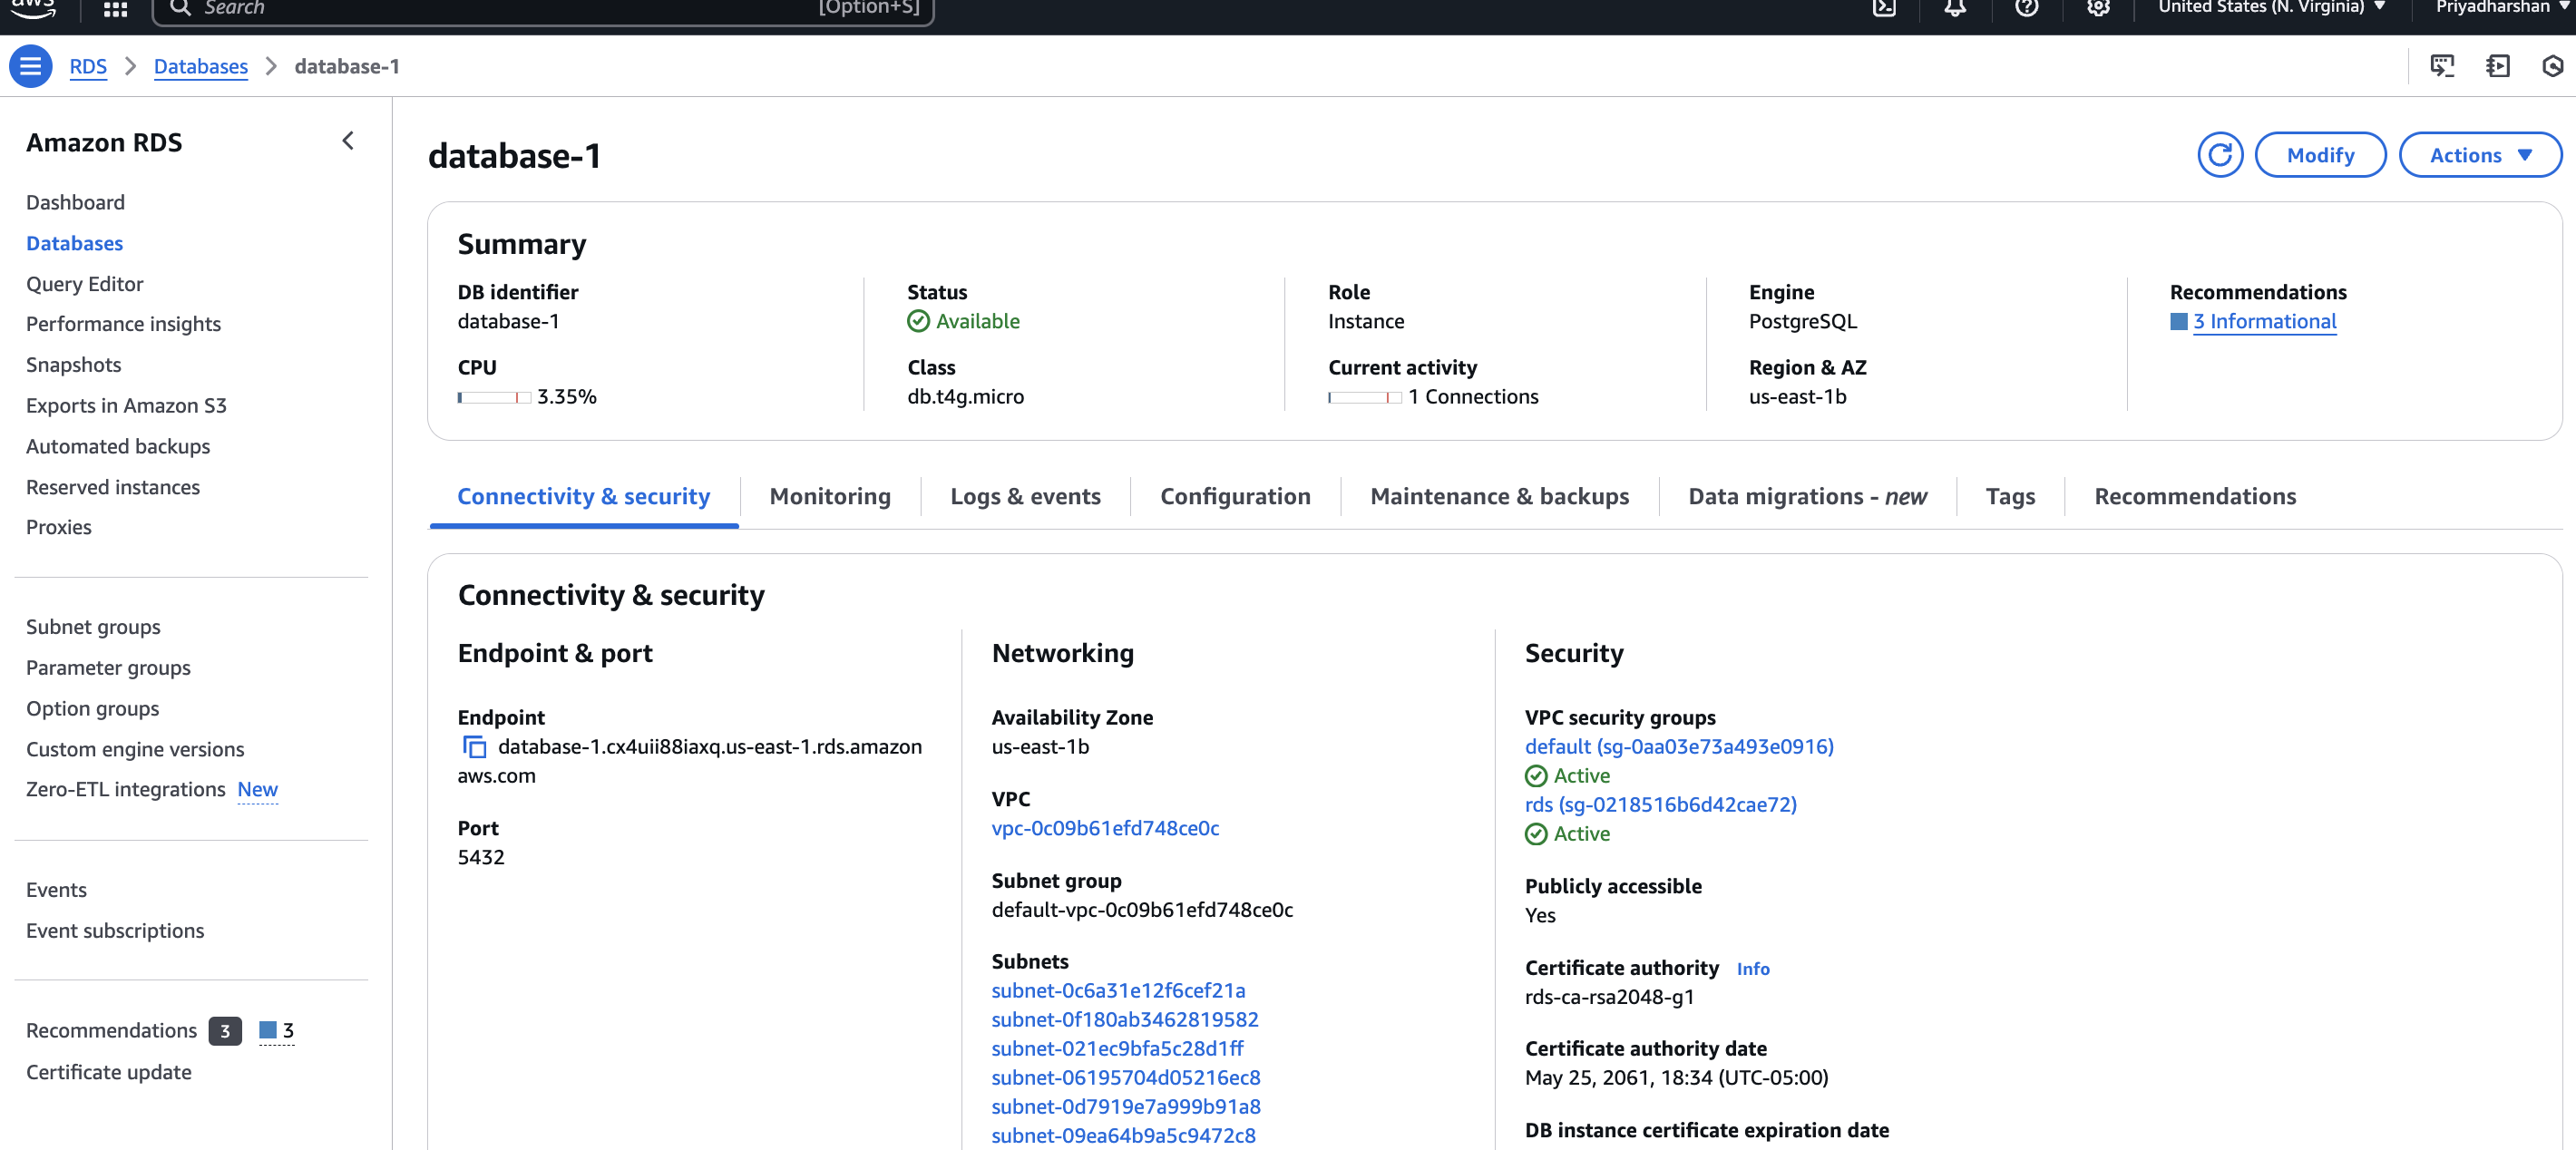 aws
Search
[Option+S]
United States (N. Virginia)
Priyadharshan
RDS
Databases
database-1
Amazon RDS
Dashboard
Databases
Query Editor
Performance insights
Snapshots
Exports in Amazon S3
Automated backups
Reserved instances
Proxies
Subnet groups
Parameter groups
Option groups
Custom engine versions
Zero-ETL integrations New
Events
Event subscriptions
Recommendations 3 3
Certificate update
database-1
Modify
Actions
Summary
DB identifier
database-1
CPU
3.35%
Status
Available
Class
db.t4g.micro
Role
Instance
Current activity
1 Connections
Engine
PostgreSQL
Region & AZ
us-east-1b
Recommendations
3 Informational
Connectivity & security
Monitoring
Logs & events
Configuration
Maintenance & backups
Data migrations - new
Tags
Recommendations
Connectivity & security
Endpoint & port
Endpoint
database-1.cx4uii88iaxq.us-east-1.rds.amazon
aws.com
Port
5432
Networking
Availability Zone
us-east-1b
VPC
vpc-0c09b61efd748ce0c
Subnet group
default-vpc-0c09b61efd748ce0c
Subnets
subnet-0c6a31e12f6cef21a
subnet-0f180ab3462819582
subnet-021ec9bfa5c28d1ff
subnet-06195704d05216ec8
subnet-0d7919e7a999b91a8
subnet-09ea64b9a5c9472c8
Security
VPC security groups
default (sg-0aa03e73a493e0916)
Active
rds (sg-0218516b6d42cae72)
Active
Publicly accessible
Yes
Certificate authority Info
rds-ca-rsa2048-g1
Certificate authority date
May 25, 2061, 18:34 (UTC-05:00)
DB instance certificate expiration date